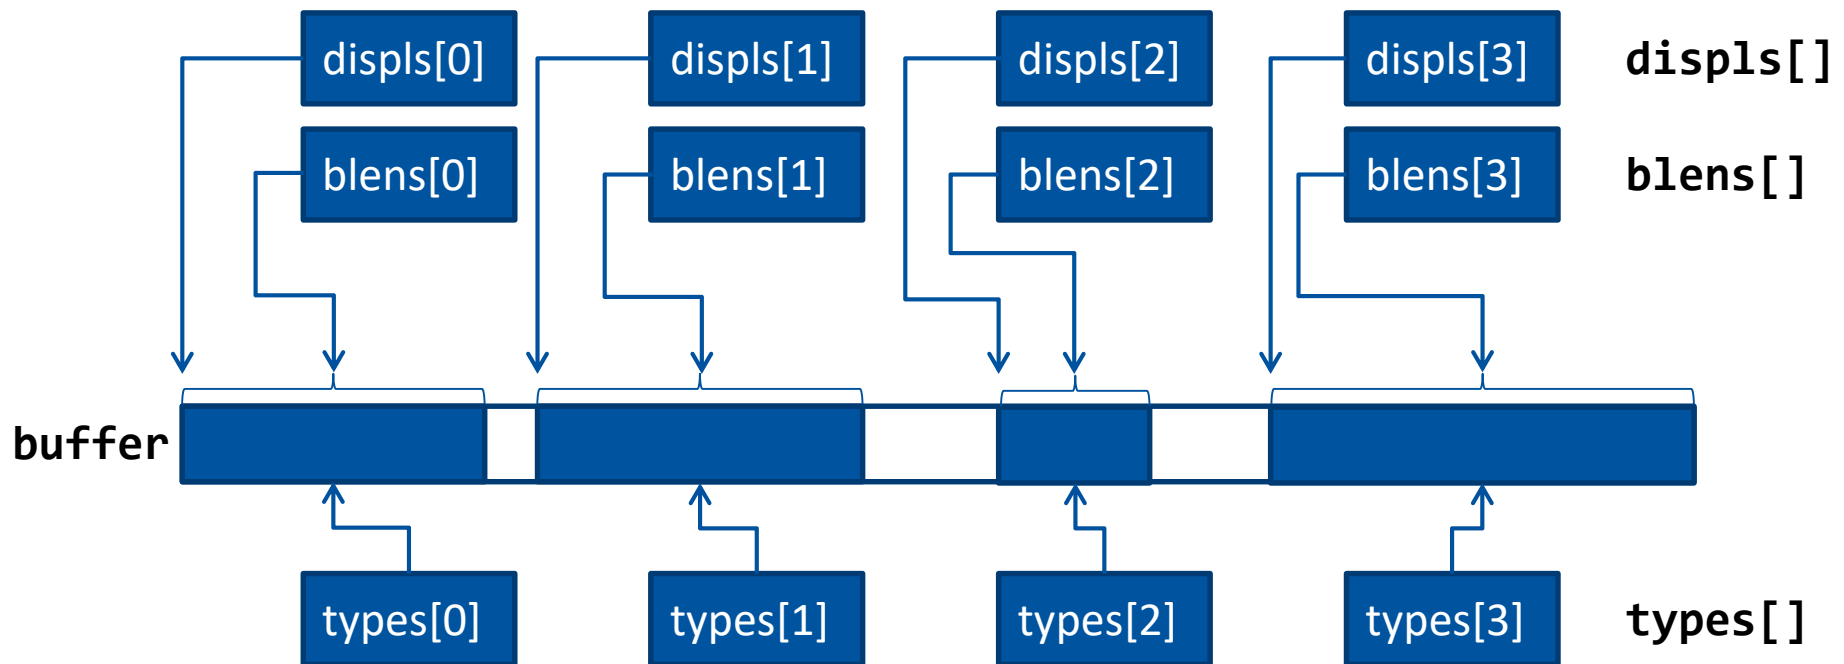 displs[0] displs[1] displs[2] displs[3] displs[]
blens[0] blens[1] blens[2] blens[3] blens[]
buffer
types[0] types[1] types[2] types[3] types[]